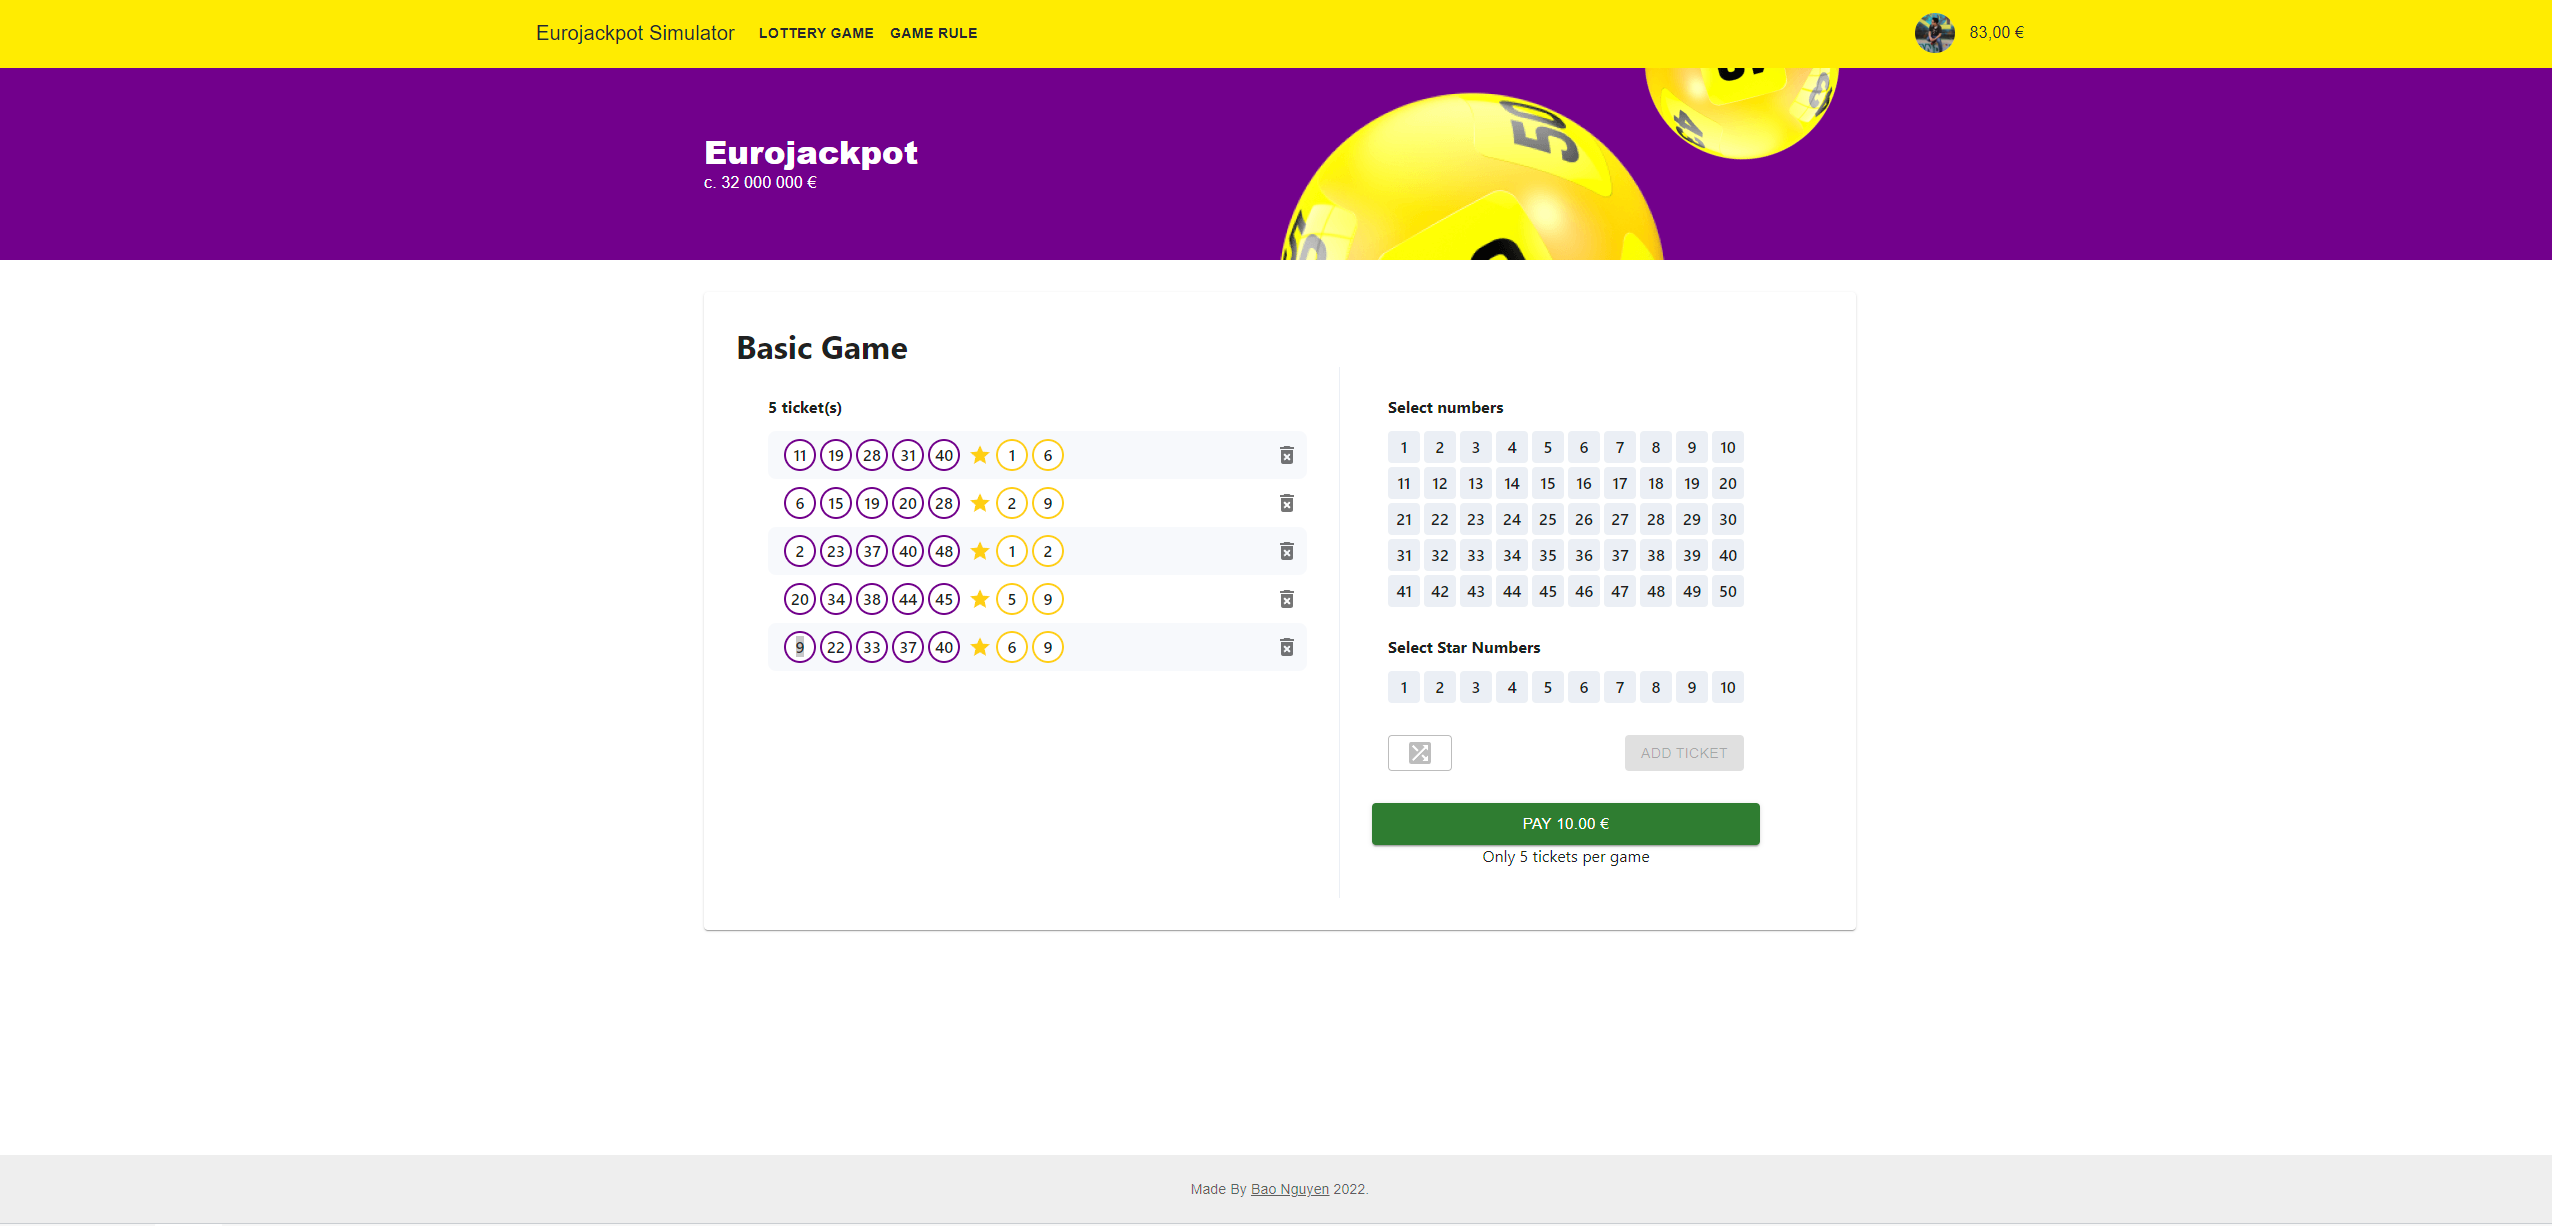 Eurojackpot Simulator LOTTERY GAME GAME RULE 83,00 €
Eurojackpot
c. 32 000 000 €
50
43
Basic Game
5 ticket(s)
11 19 28 31 40 1 6
6 15 19 20 28 2 9
2 23 37 40 48 1 2
20 34 38 44 45 5 9
9 22 33 37 40 6 9
Select numbers
1 2 3 4 5 6 7 8 9 10
11 12 13 14 15 16 17 18 19 20
21 22 23 24 25 26 27 28 29 30
31 32 33 34 35 36 37 38 39 40
41 42 43 44 45 46 47 48 49 50
Select Star Numbers
1 2 3 4 5 6 7 8 9 10
ADD TICKET
PAY 10.00 €
Only 5 tickets per game
Made By Bao Nguyen 2022.